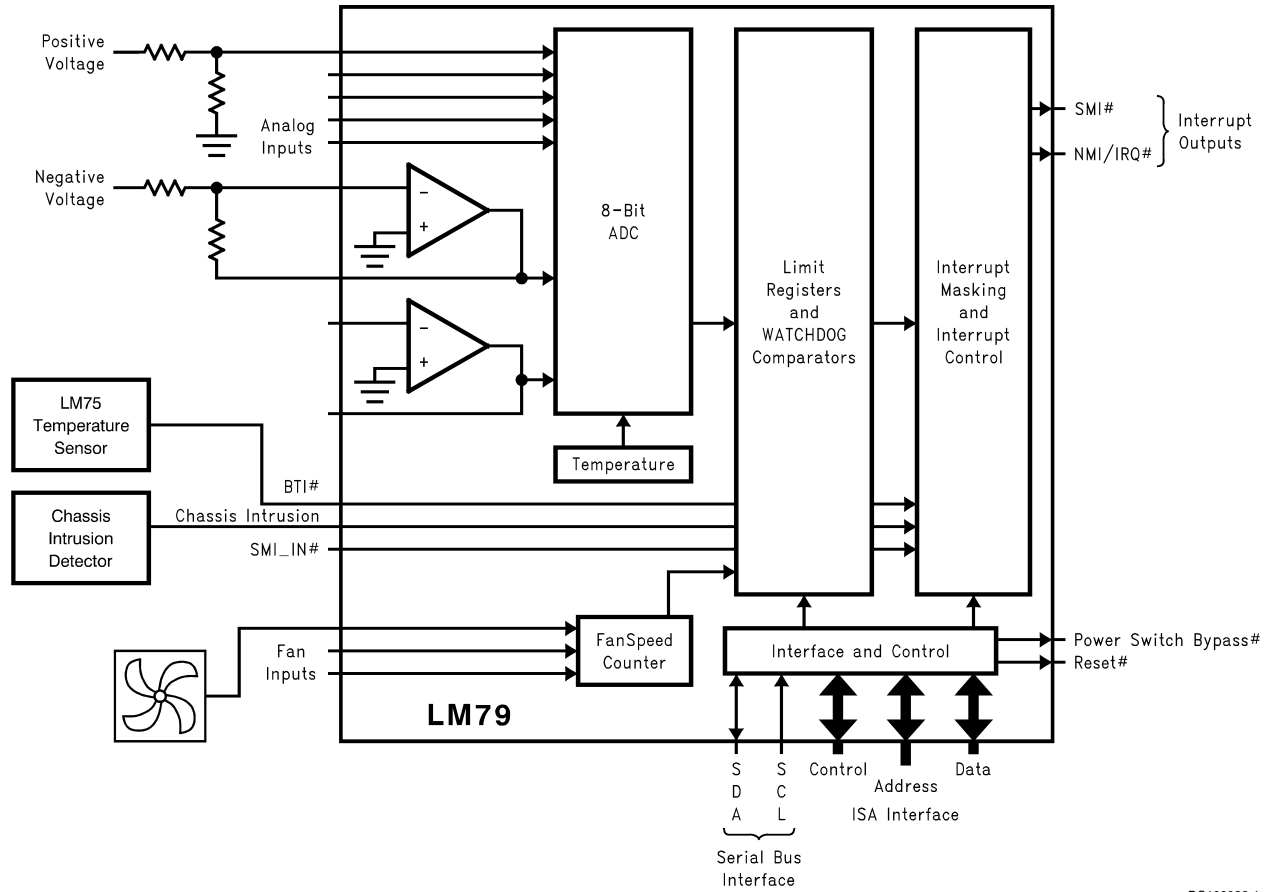 Positive
Voltage
Analog
Inputs
Negative
Voltage
−
+
−
+
8-Bit
ADC
Limit
Registers
and
WATCHDOG
Comparators
Interrupt
Masking
and
Interrupt
Control
SMI#
NMI/IRQ#
Interrupt
Outputs
LM75
Temperature
Sensor
Temperature
BTI#
Chassis
Intrusion
Detector
Chassis Intrusion
SMI_IN#
Fan
Inputs
FanSpeed
Counter
Interface and Control
Power Switch Bypass#
Reset#
LM79
SDA
SCL
Control
Address
Data
ISA Interface
Serial Bus
Interface